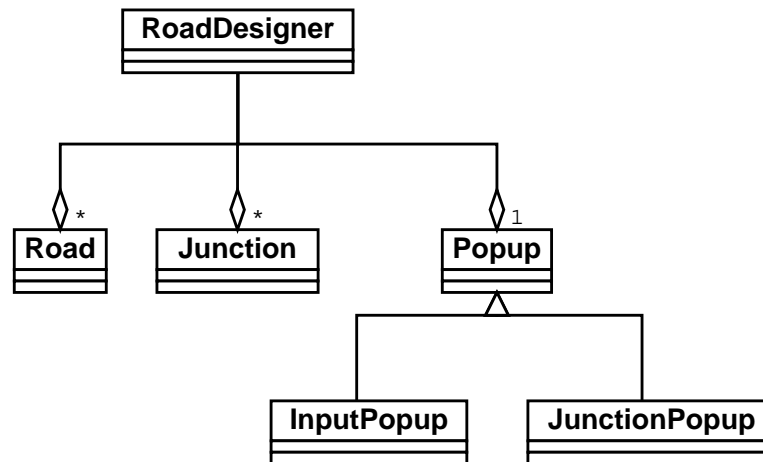 RoadDesigner
* * 1
Road Junction Popup
InputPopup JunctionPopup